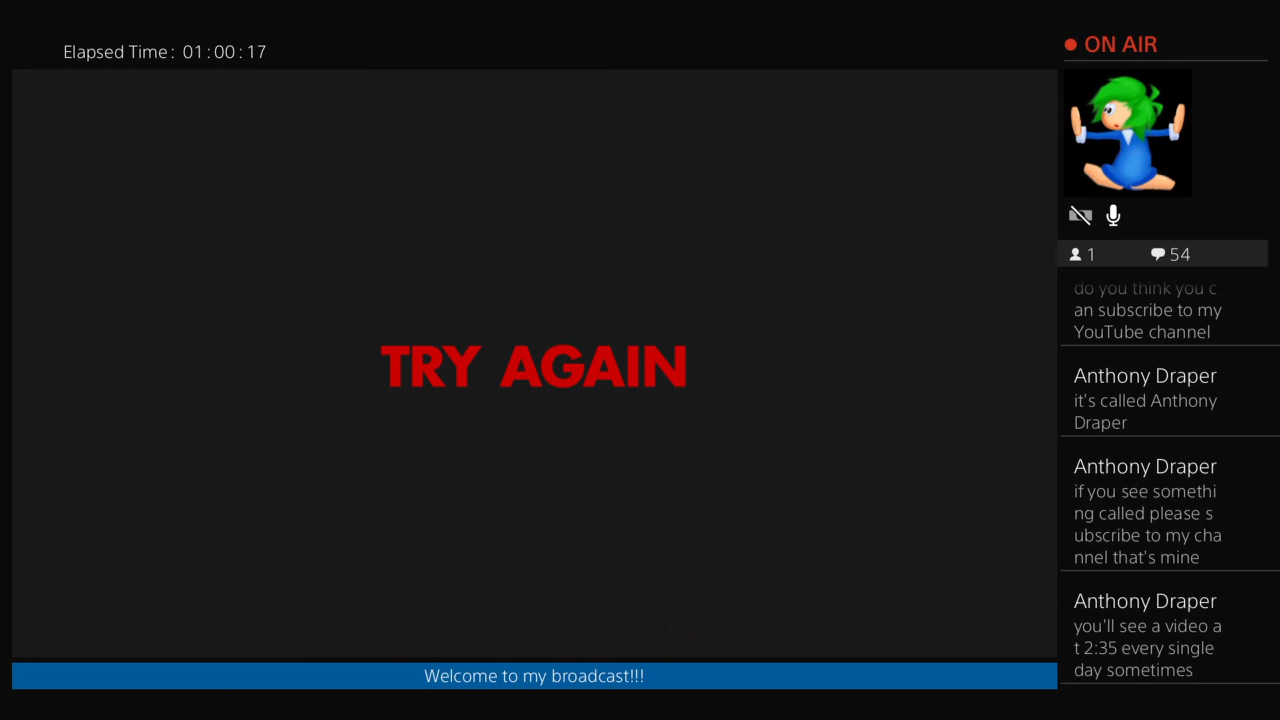 Elapsed Time: 01:00:17
ON AIR
TRY AGAIN
1 54
do you think you c
an subscribe to my
YouTube channel
Anthony Draper
it's called Anthony
Draper
Anthony Draper
if you see somethi
ng called please s
ubscribe to my cha
nnel that's mine
Anthony Draper
you'll see a video a
t 2:35 every single
day sometimes
Welcome to my broadcast!!!